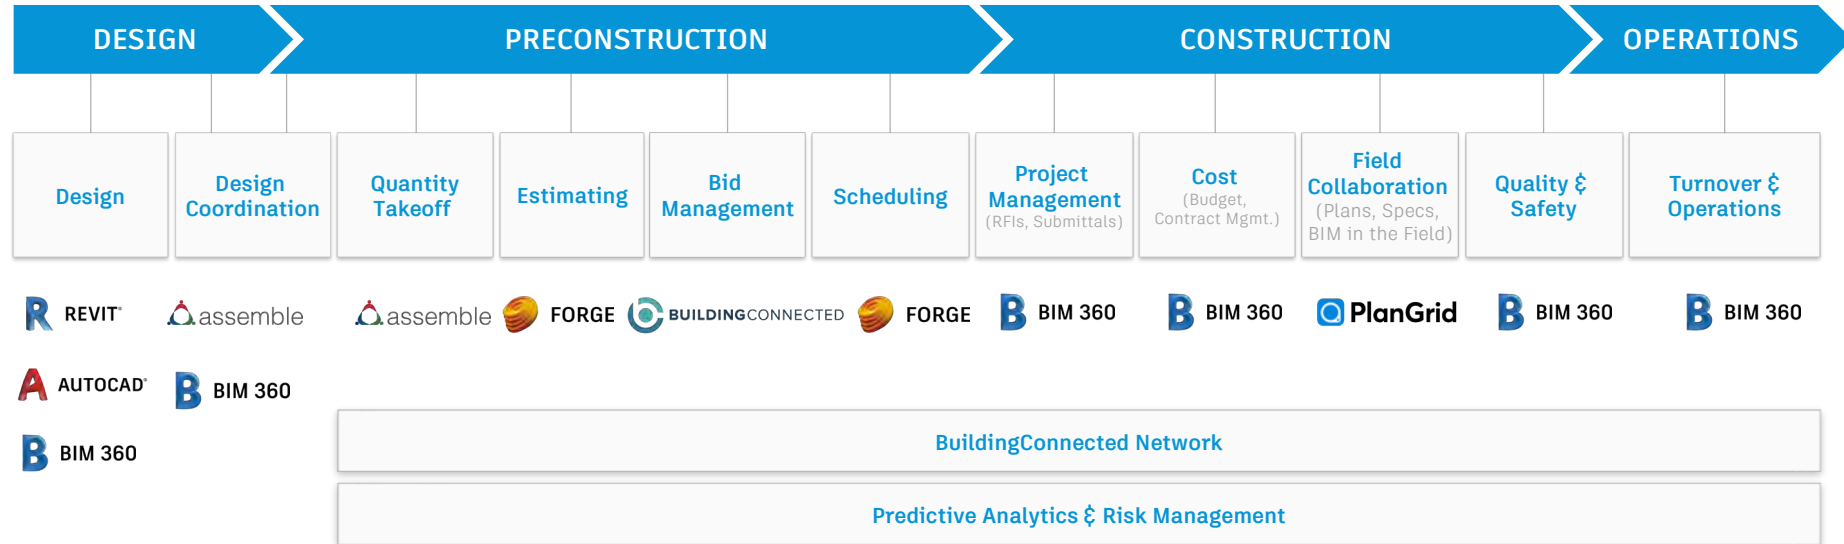 DESIGN
PRECONSTRUCTION
CONSTRUCTION
OPERATIONS
Design
Design
Coordination
Quantity
Takeoff
Estimating
Bid
Management
Scheduling
Project
Management
(RFIs, Submittals)
Cost
(Budget,
Contract Mgmt.)
Field
Collaboration
(Plans, Specs,
BIM in the Field)
Quality &
Safety
Turnover &
Operations
R REVIT®
assemble
assemble
FORGE
BUILDINGCONNECTED
FORGE
B BIM 360
B BIM 360
PlanGrid
B BIM 360
B BIM 360
A AUTOCAD®
B BIM 360
B BIM 360
BuildingConnected Network
Predictive Analytics & Risk Management